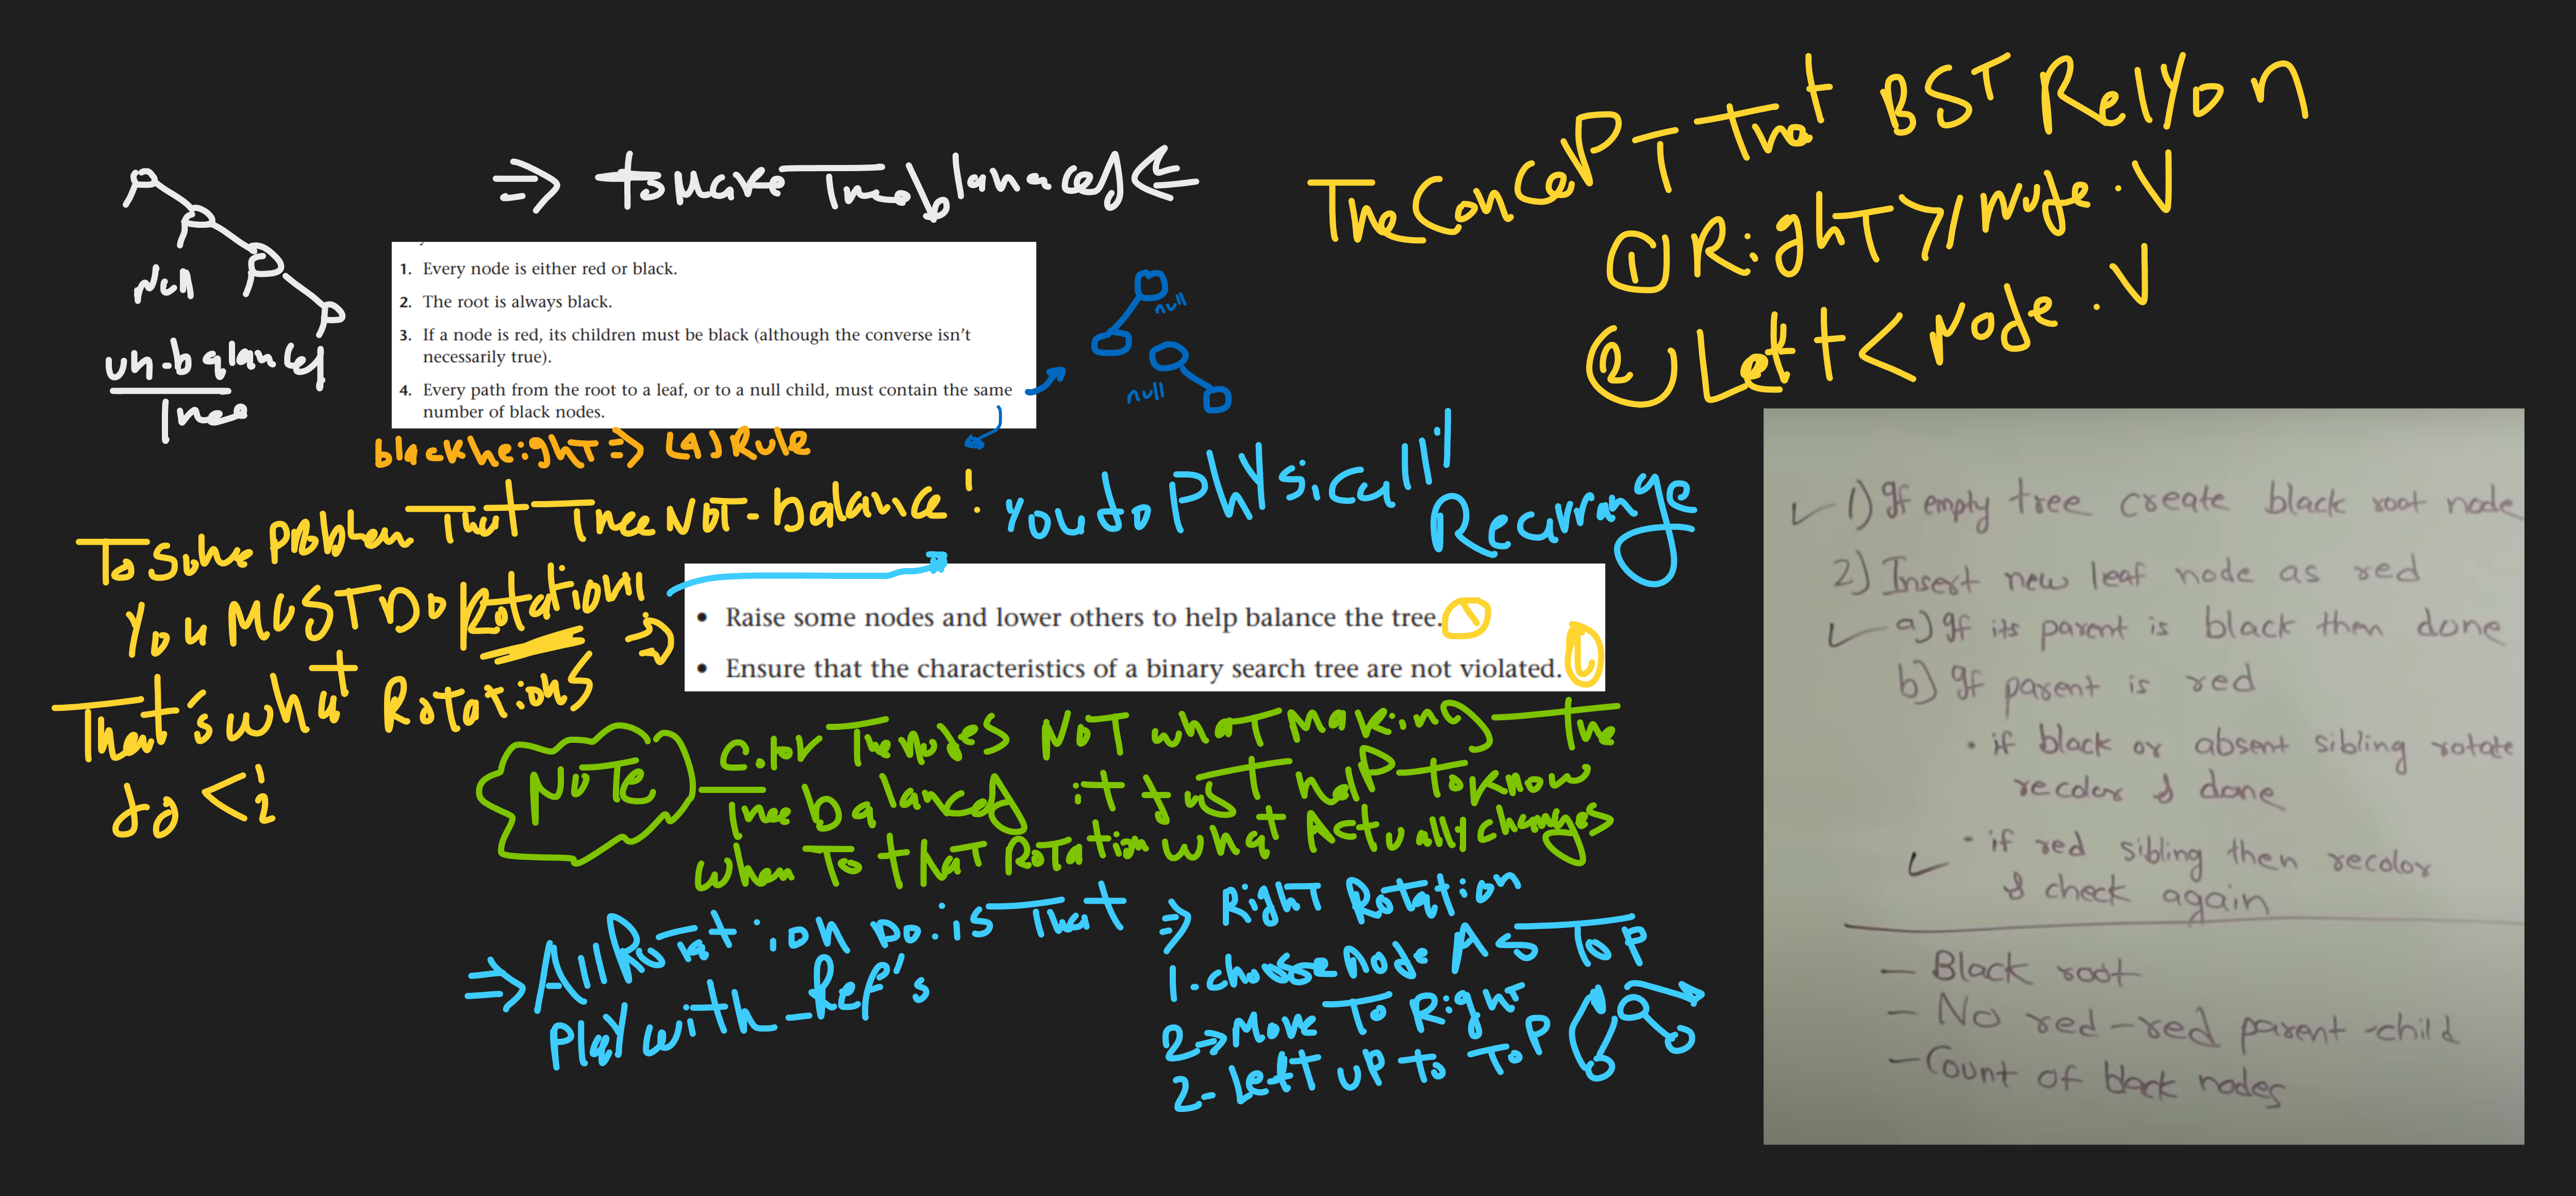 ⇒ to Make Tree blanaced ⇐
Null
un-balanced
Tree
1. Every node is either red or black.
2. The root is always black.
3. If a node is red, its children must be black (although the converse isn't
necessarily true).
4. Every path from the root to a leaf, or to a null child, must contain the same
number of black nodes.
null
null
black height ⇒ (4) Rule
The Concept That BST Rely on
① Right >= Node.V
② Left < Node.V
To Solve Problem That Tree NOT-balance!
You MUST DO Rotation
That's what Rotations
do <
You do Physically
Rearrange
• Raise some nodes and lower others to help balance the tree.
• Ensure that the characteristics of a binary search tree are not violated.
NOTE
Color The Nodes NOT what Making The
Tree balanced it just help To Know
when To that Rotation what Actually changes
⇒ All Rotation Do is That
Play with_Ref's
⇒ Right Rotation
1. choose Node As Top
2→ Move To Right
2- Left up to Top
1) If empty tree create black root node
2) Insert new leaf node as red
a) If its parent is black then done
b) If parent is red
• if black or absent sibling rotate
recolor & done
• if red sibling then recolor
& check again
- Black root
- No red-red parent-child
- Count of black nodes